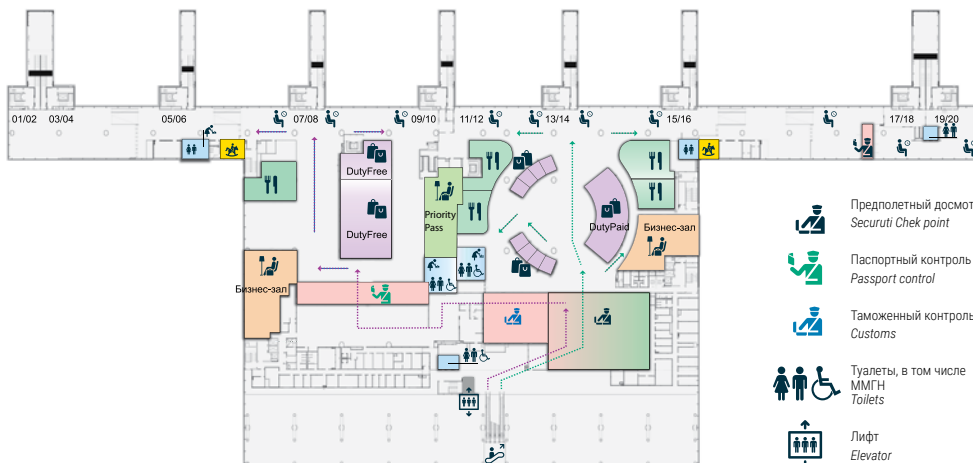 01/02
03/04
05/06
07/08
09/10
11/12
13/14
15/16
17/18
19/20
DutyFree
DutyFree
Priority
Pass
DutyPaid
Бизнес-зал
Бизнес-зал
Предполетный досмот
Securuti Chek point
Паспортный контроль
Passport control
Таможенный контроль
Customs
Туалеты, в том числе
ММГН
Toilets
Лифт
Elevator